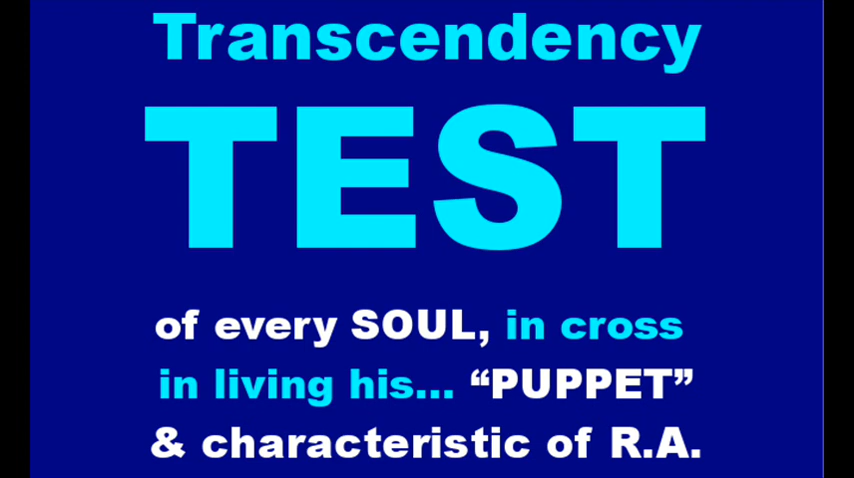 Transcendency
TEST
of every SOUL, in cross
in living his... “PUPPET”
& characteristic of R.A.